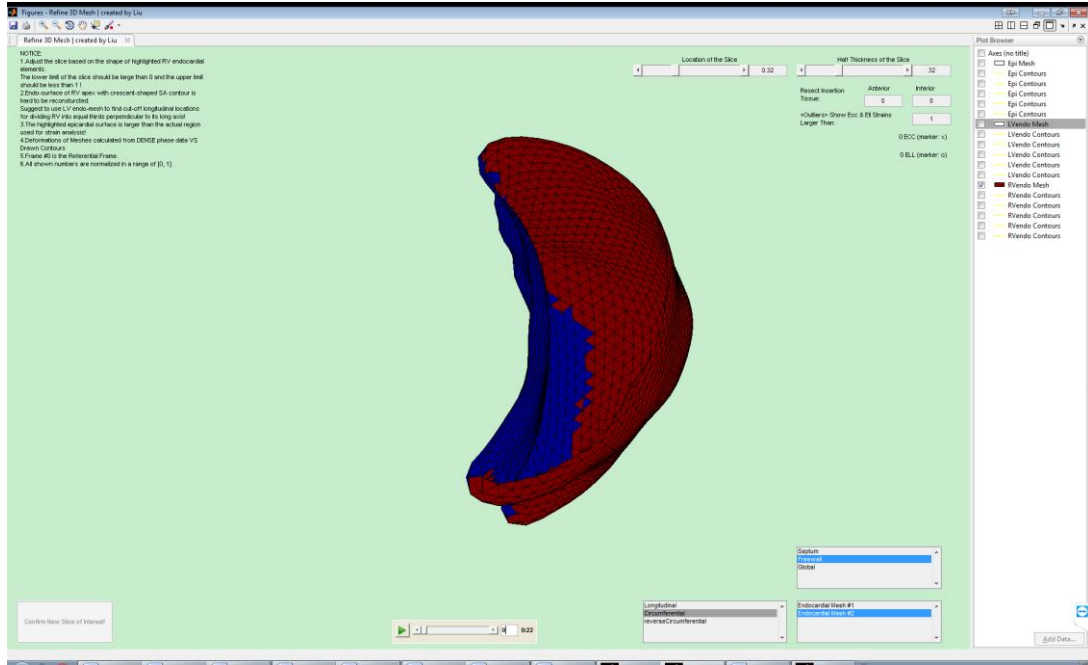 Figures - Refine 3D Mesh | created by Liu
Refine 3D Mesh | created by Liu
Plot Browser
NOTICE:
1.Adjust the slice based on the shape of highlighted RV endocardial
elements.
The lower limit of the slice should be large than 0 and the upper limit
should be less than 1 !
2.Endo-surface of RV apex with crescent-shaped SA contour is
hard to be reconsturcted
Suggest to use LV endo-mesh to find cut-off longitudinal locations
for dividing RV into equal thirds perpendicular to its long axis!
3.The highlighted epicardial surface is larger than the actual region
used for strain analysis!
4.Deformations of Meshes calculated from DENSE phase data VS
Drawn Contours
5.Frame #0 is the Referential Frame.
6.All shown numbers are normalized in a range of [0, 1].
Location of the Slice
0.32
Half Thickness of the Slice
.32
Resect Insertion
Tissue:
Anterior
Inferior
0
0
=Outliers> Show Ecc & Ell Strains
Larger Than:
1
0 ECC (marker: x)
0 ELL (marker: o)
Axes (no title)
Epi Mesh
Epi Contours
Epi Contours
Epi Contours
Epi Contours
Epi Contours
LVendo Mesh
LVendo Contours
LVendo Contours
LVendo Contours
LVendo Contours
LVendo Contours
RVendo Mesh
RVendo Contours
RVendo Contours
RVendo Contours
RVendo Contours
RVendo Contours
Septum
Freewall
Global
Longitudinal
Circumferential
reverseCircumferential
Endocardial Mesh #1
Endocardial Mesh #2
Confirm New Slice of Interest!
0
0:22
Add Data...